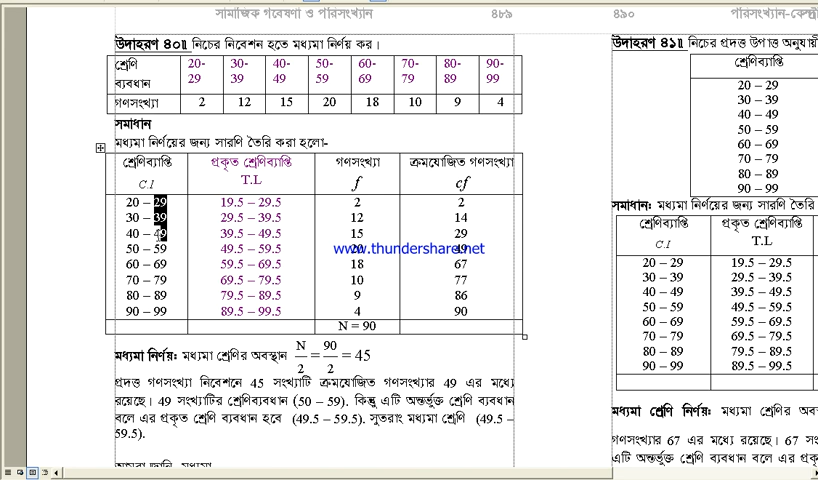 সামাজিক গবেষণা ও পরিসংখ্যান ৪৮৯
উদাহরণ ৪০॥ নিচের নিবেশন হতে মধ্যমা নির্ণয় কর।
শ্রেণি ব্যবধান 20-29 30-39 40-49 50-59 60-69 70-79 80-89 90-99
গণসংখ্যা 2 12 15 20 18 10 9 4
সমাধান
মধ্যমা নির্ণয়ের জন্য সারণি তৈরি করা হলো-
শ্রেণিব্যাপ্তি প্রকৃত শ্রেণিব্যাপ্তি গণসংখ্যা ক্রমযোজিত গণসংখ্যা
C.I T.L f cf
20 – 29 19.5 – 29.5 2 2
30 – 39 29.5 – 39.5 12 14
40 – 49 39.5 – 49.5 15 29
50 – 59 49.5 – 59.5 20 49
www.thundershare.net
60 – 69 59.5 – 69.5 18 67
70 – 79 69.5 – 79.5 10 77
80 – 89 79.5 – 89.5 9 86
90 – 99 89.5 – 99.5 4 90
N = 90
মধ্যমা নির্ণয়: মধ্যমা শ্রেণির অবস্থান N/2 = 90/2 = 45
প্রদত্ত গণসংখ্যা নিবেশনে 45 সংখ্যাটি ক্রমযোজিত গণসংখ্যার 49 এর মধ্যে
রয়েছে। 49 সংখ্যাটির শ্রেণিব্যবধান (50 – 59). কিন্তু এটি অন্তর্ভুক্ত শ্রেণি ব্যবধান
বলে এর প্রকৃত শ্রেণি ব্যবধান হবে (49.5 – 59.5). সুতরাং মধ্যমা শ্রেণি (49.5 –
59.5).
৪৯০ পরিসংখ্যান-কেন্দ্রী
উদাহরণ ৪১॥ নিচের প্রদত্ত উপাত্ত অনুযায়ী
শ্রেণিব্যাপ্তি
20 – 29
30 – 39
40 – 49
50 – 59
60 – 69
70 – 79
80 – 89
90 – 99
সমাধান: মধ্যমা নির্ণয়ের জন্য সারণি তৈরি
শ্রেণিব্যাপ্তি প্রকৃত শ্রেণিব্যাপ্তি
C.I T.L
20 – 29 19.5 – 29.5
30 – 39 29.5 – 39.5
40 – 49 39.5 – 49.5
50 – 59 49.5 – 59.5
60 – 69 59.5 – 69.5
70 – 79 69.5 – 79.5
80 – 89 79.5 – 89.5
90 – 99 89.5 – 99.5
মধ্যমা শ্রেণি নির্ণয়: মধ্যমা শ্রেণির
গণসংখ্যার 67 এর মধ্যে রয়েছে। 67
এটি অন্তর্ভুক্ত শ্রেণি ব্যবধান বলে এর প্রকৃত